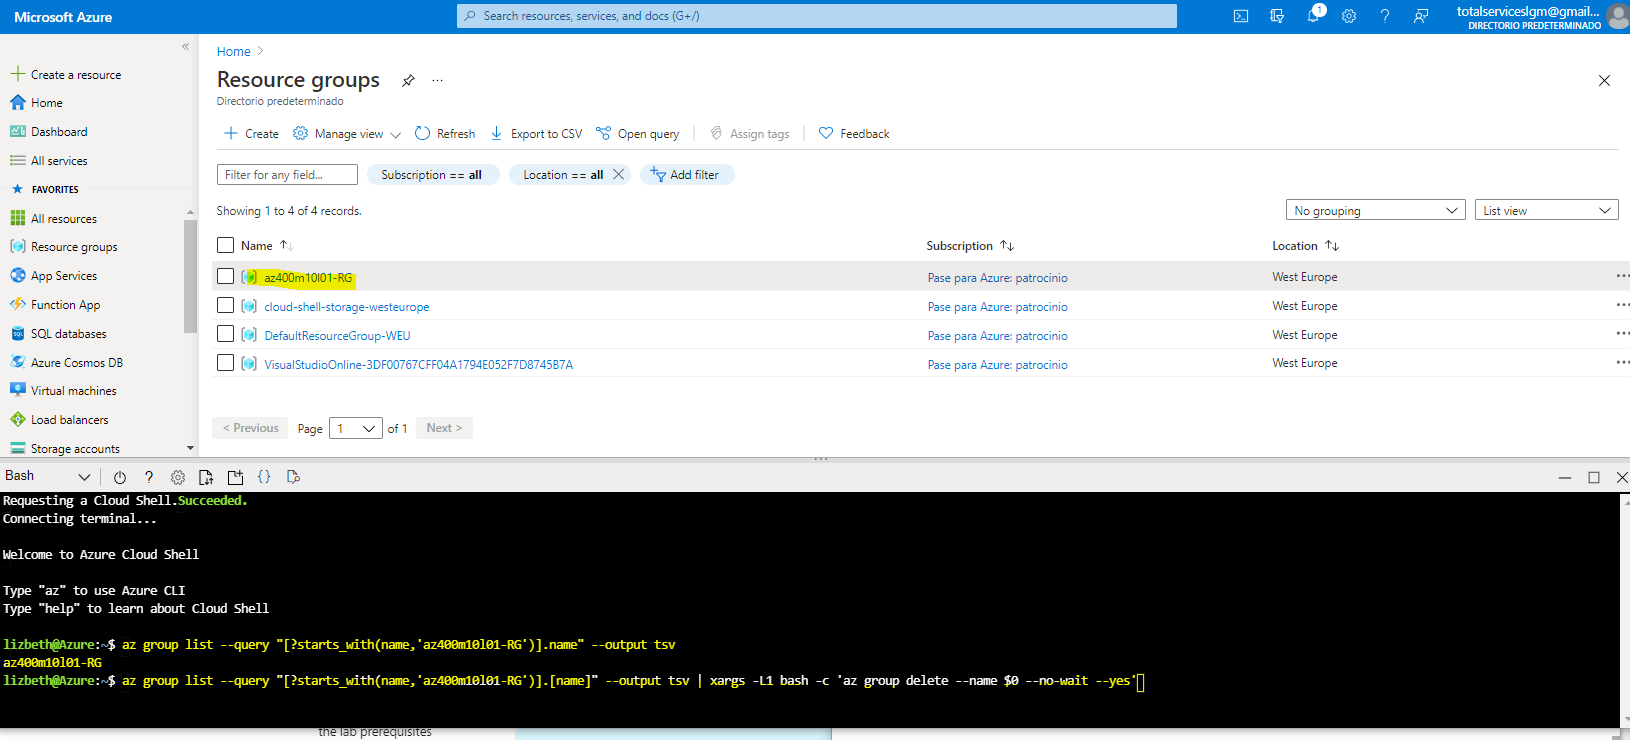 Microsoft Azure
Search resources, services, and docs (G+/)
1
totalserviceslgm@gmail...
DIRECTORIO PREDETERMINADO
Create a resource
Home
Dashboard
All services
FAVORITES
All resources
Resource groups
App Services
Function App
SQL databases
Azure Cosmos DB
Virtual machines
Load balancers
Storage accounts
Home
Resource groups
...
Directorio predeterminado
Create
Manage view
Refresh
Export to CSV
Open query
Assign tags
Feedback
Filter for any field...
Subscription == all
Location == all
Add filter
Showing 1 to 4 of 4 records.
No grouping
List view
Name
Subscription
Location
az400m10l01-RG
Pase para Azure: patrocinio
West Europe
cloud-shell-storage-westeurope
Pase para Azure: patrocinio
West Europe
DefaultResourceGroup-WEU
Pase para Azure: patrocinio
West Europe
VisualStudioOnline-3DF00767CFF04A1794E052F7D8745B7A
Pase para Azure: patrocinio
West Europe
< Previous
Page
1
of 1
Next >
Bash
Requesting a Cloud Shell.Succeeded.
Connecting terminal...
Welcome to Azure Cloud Shell
Type "az" to use Azure CLI
Type "help" to learn about Cloud Shell
lizbeth@Azure:~$ az group list --query "[?starts_with(name,'az400m10l01-RG')].name" --output tsv
az400m10l01-RG
lizbeth@Azure:~$ az group list --query "[?starts_with(name,'az400m10l01-RG')].[name]" --output tsv | xargs -L1 bash -c 'az group delete --name $0 --no-wait --yes'
the lab prerequisites